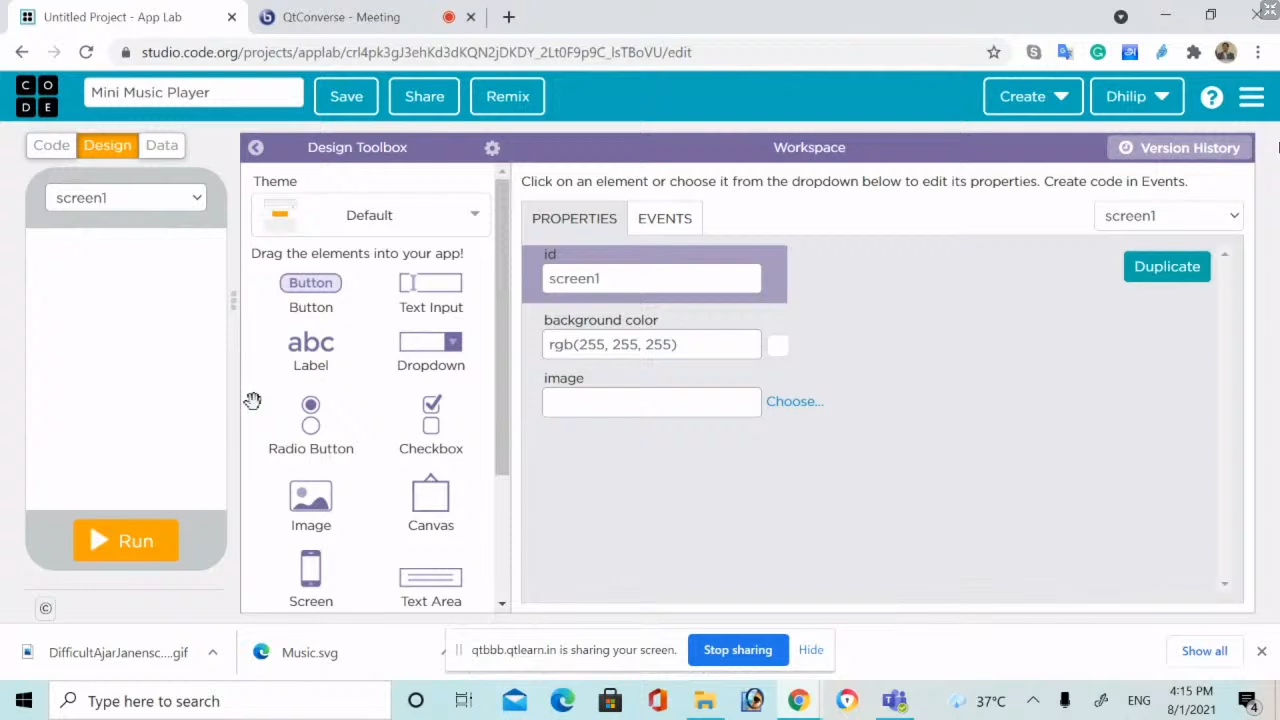 Untitled Project - App Lab
QtConverse - Meeting
studio.code.org/projects/applab/crl4pk3gJ3ehKd3dKQN2jDKDY_2Lt0F9p9C_lsTBoVU/edit
C O
D E
Mini Music Player
Save
Share
Remix
Create
Dhilip
?
Code
Design
Data
Design Toolbox
Workspace
Version History
screen1
Theme
Default
Drag the elements into your app!
Button
Button
Text Input
abc
Label
Dropdown
Radio Button
Checkbox
Image
Canvas
Screen
Text Area
Click on an element or choose it from the dropdown below to edit its properties. Create code in Events.
PROPERTIES
EVENTS
screen1
id
screen1
Duplicate
background color
rgb(255, 255, 255)
image
Choose...
Run
©
DifficultAjarJanensc....gif
Music.svg
qtbbb.qtlearn.in is sharing your screen.
Stop sharing
Hide
Show all
Type here to search
37°C
ENG
4:15 PM
8/1/2021
4